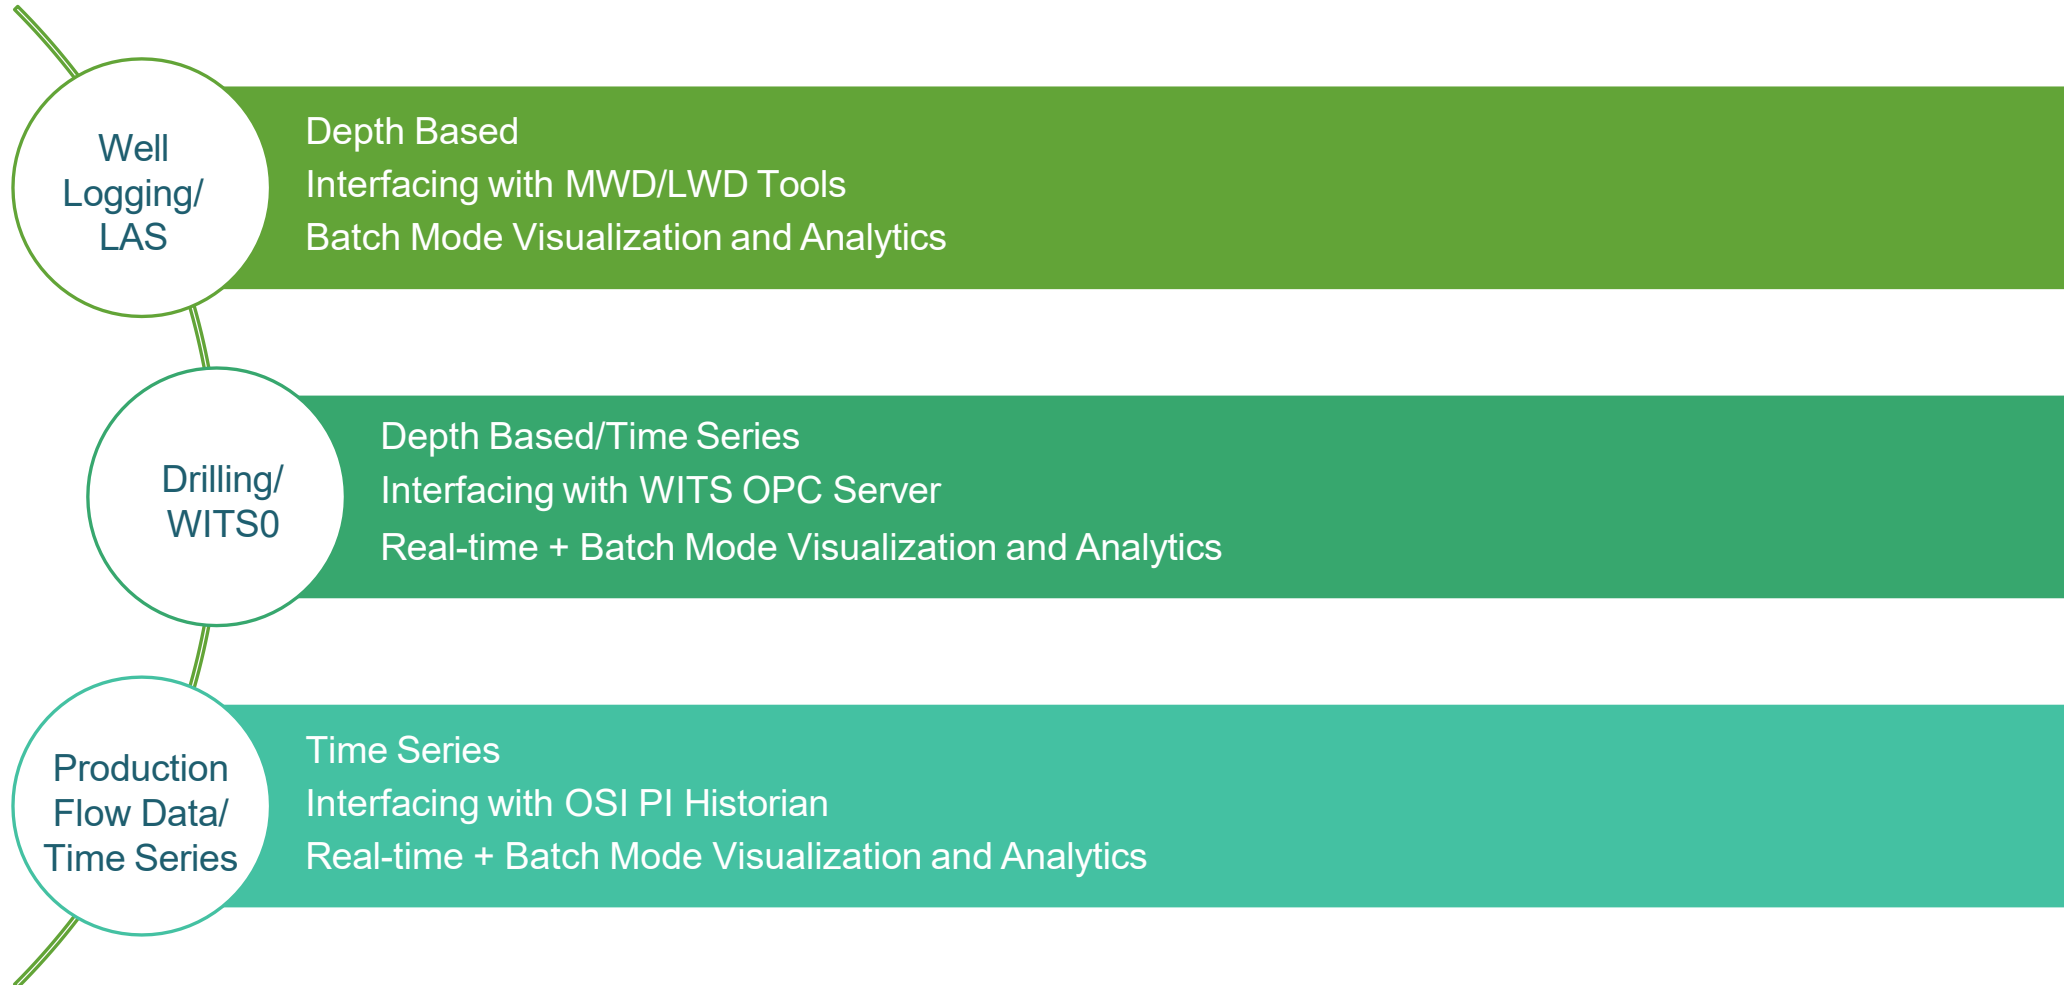 Well
Logging/
LAS
Depth Based
Interfacing with MWD/LWD Tools
Batch Mode Visualization and Analytics
Drilling/
WITS0
Depth Based/Time Series
Interfacing with WITS OPC Server
Real-time + Batch Mode Visualization and Analytics
Production
Flow Data/
Time Series
Time Series
Interfacing with OSI PI Historian
Real-time + Batch Mode Visualization and Analytics